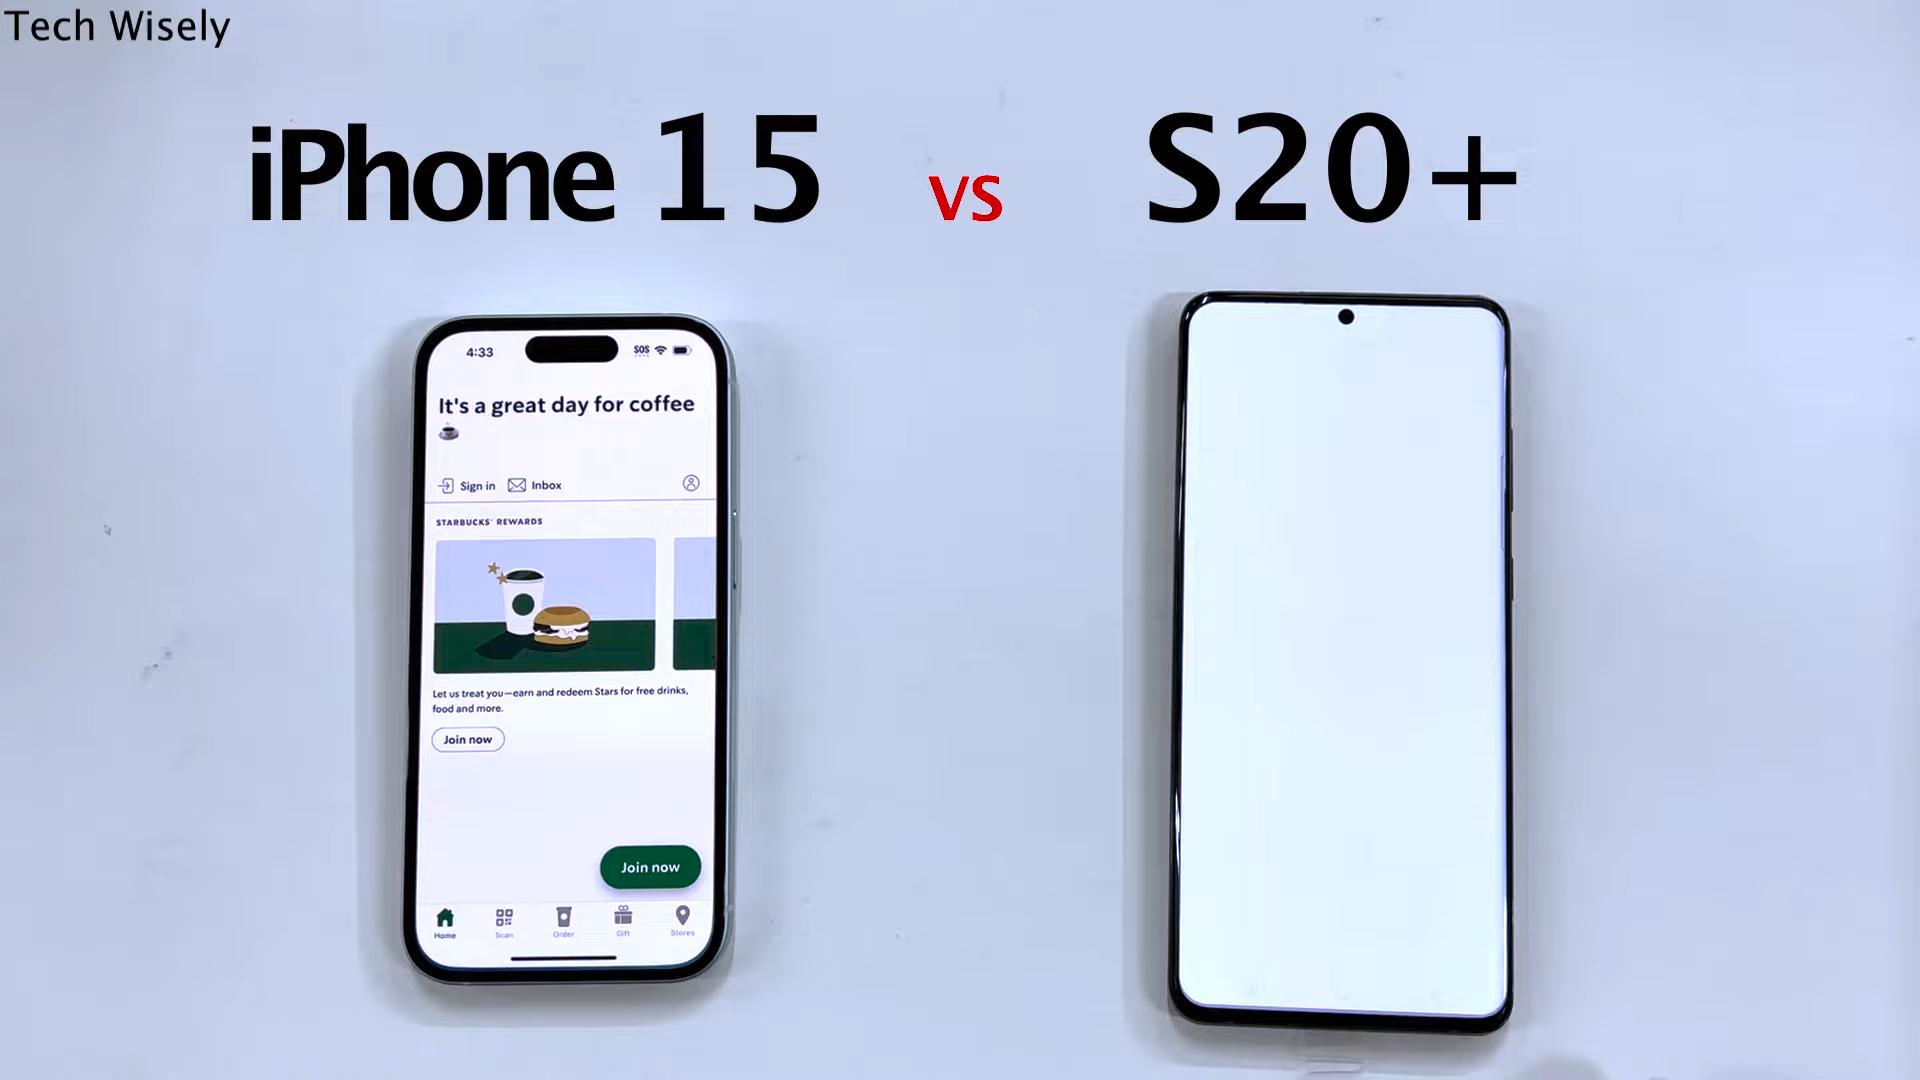 Tech Wisely
iPhone 15 vs S20+
4:33 SOS
It's a great day for coffee
Sign in Inbox
STARBUCKS® REWARDS
Let us treat you—earn and redeem Stars for free drinks,
food and more.
Join now
Join now
Home Scan Order Gift Stores